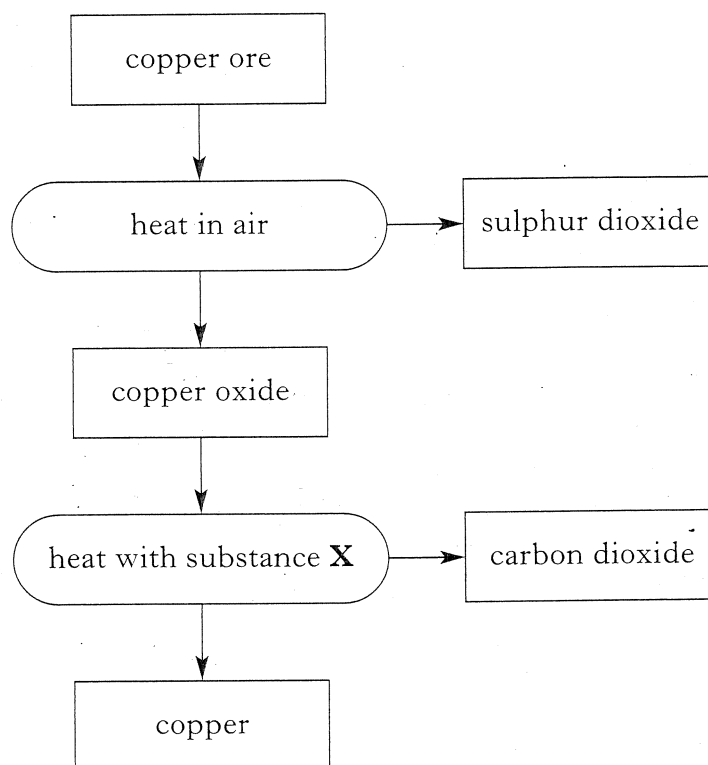 copper ore
heat in air
sulphur dioxide
copper oxide
heat with substance X
carbon dioxide
copper